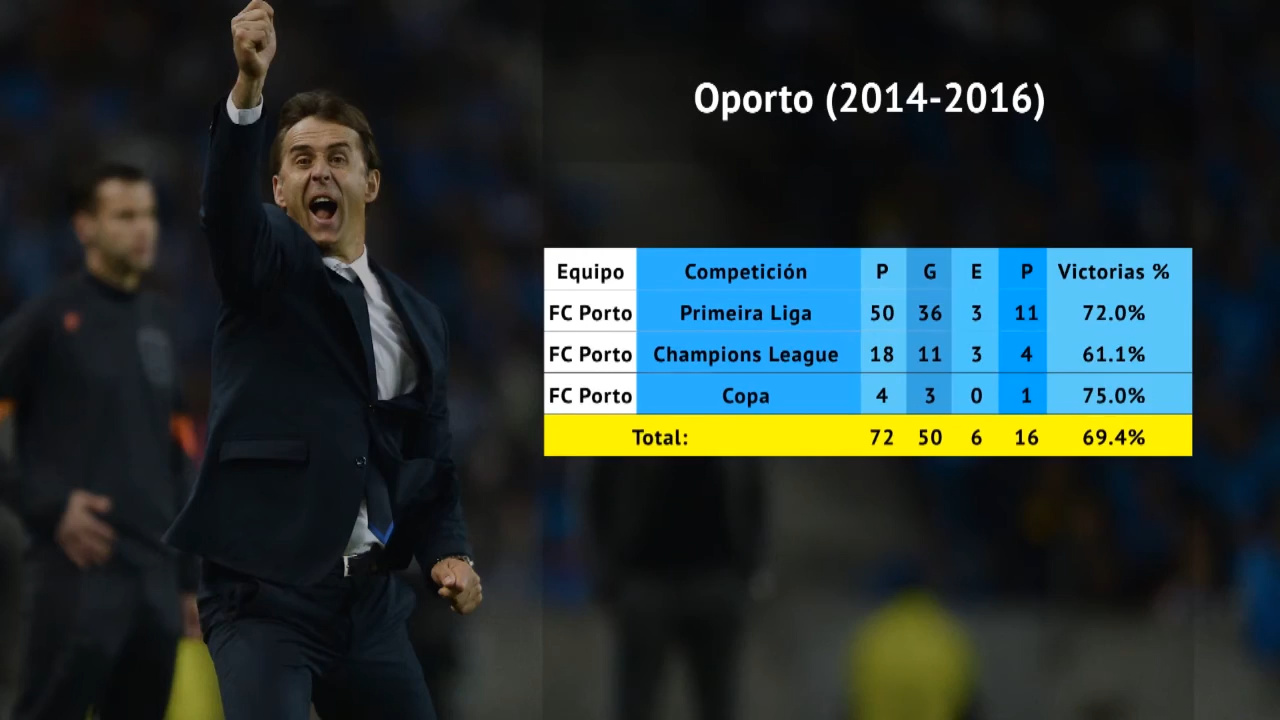 Oporto (2014-2016)
Equipo Competición P G E P Victorias %
FC Porto Primeira Liga 50 36 3 11 72.0%
FC Porto Champions League 18 11 3 4 61.1%
FC Porto Copa 4 3 0 1 75.0%
Total: 72 50 6 16 69.4%